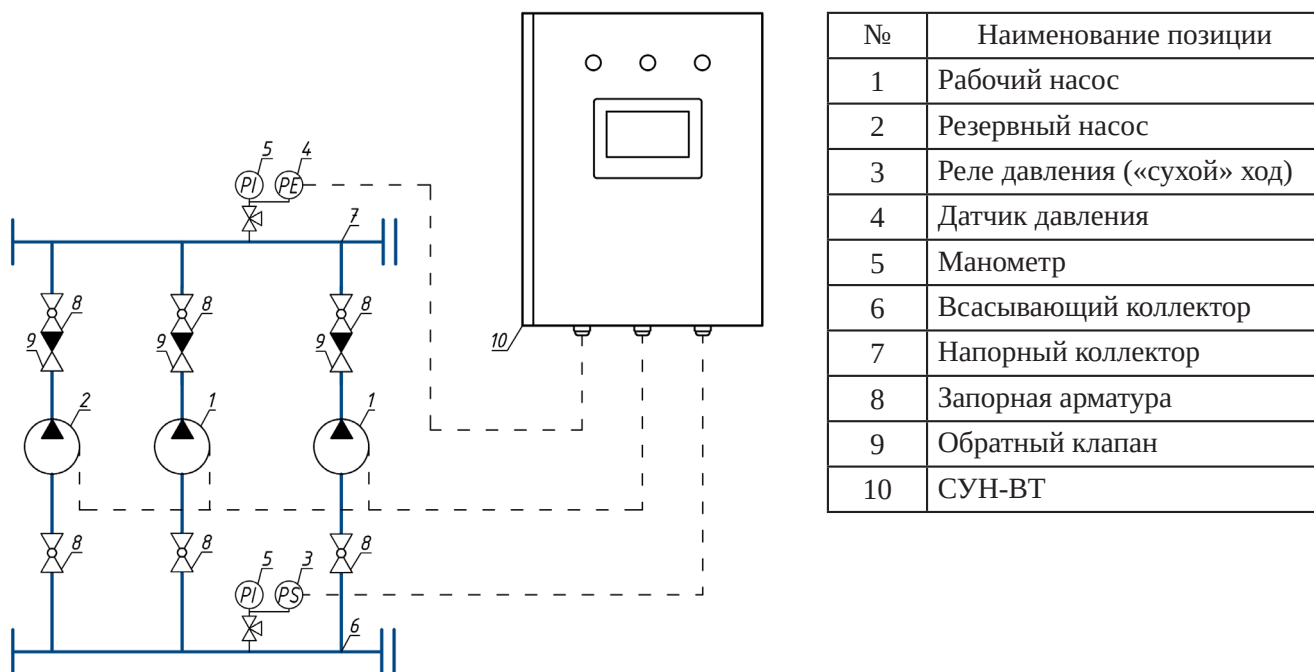 5 4
PI PE
7
8 8 8
9 9 9
10
2 1 1
8 8 8
5 3
PI PS
6
№ Наименование позиции
1 Рабочий насос
2 Резервный насос
3 Реле давления («сухой» ход)
4 Датчик давления
5 Манометр
6 Всасывающий коллектор
7 Напорный коллектор
8 Запорная арматура
9 Обратный клапан
10 СУН-ВТ